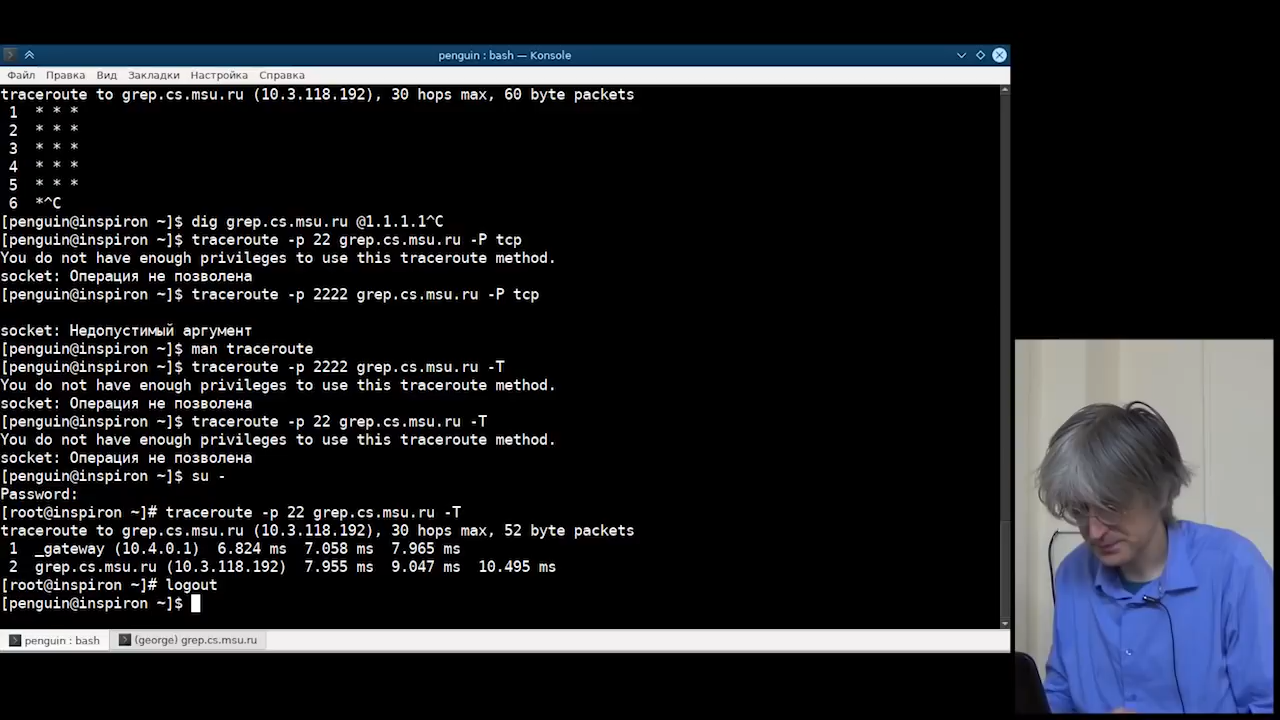 penguin : bash — Konsole
Файл Правка Вид Закладки Настройка Справка
traceroute to grep.cs.msu.ru (10.3.118.192), 30 hops max, 60 byte packets
1 * * *
2 * * *
3 * * *
4 * * *
5 * * *
6 *^C
[penguin@inspiron ~]$ dig grep.cs.msu.ru @1.1.1.1^C
[penguin@inspiron ~]$ traceroute -p 22 grep.cs.msu.ru -P tcp
You do not have enough privileges to use this traceroute method.
socket: Операция не позволена
[penguin@inspiron ~]$ traceroute -p 2222 grep.cs.msu.ru -P tcp
socket: Недопустимый аргумент
[penguin@inspiron ~]$ man traceroute
[penguin@inspiron ~]$ traceroute -p 2222 grep.cs.msu.ru -T
You do not have enough privileges to use this traceroute method.
socket: Операция не позволена
[penguin@inspiron ~]$ traceroute -p 22 grep.cs.msu.ru -T
You do not have enough privileges to use this traceroute method.
socket: Операция не позволена
[penguin@inspiron ~]$ su -
Password:
[root@inspiron ~]# traceroute -p 22 grep.cs.msu.ru -T
traceroute to grep.cs.msu.ru (10.3.118.192), 30 hops max, 52 byte packets
1 _gateway (10.4.0.1) 6.824 ms 7.058 ms 7.965 ms
2 grep.cs.msu.ru (10.3.118.192) 7.955 ms 9.047 ms 10.495 ms
[root@inspiron ~]# logout
[penguin@inspiron ~]$
penguin : bash (george) grep.cs.msu.ru